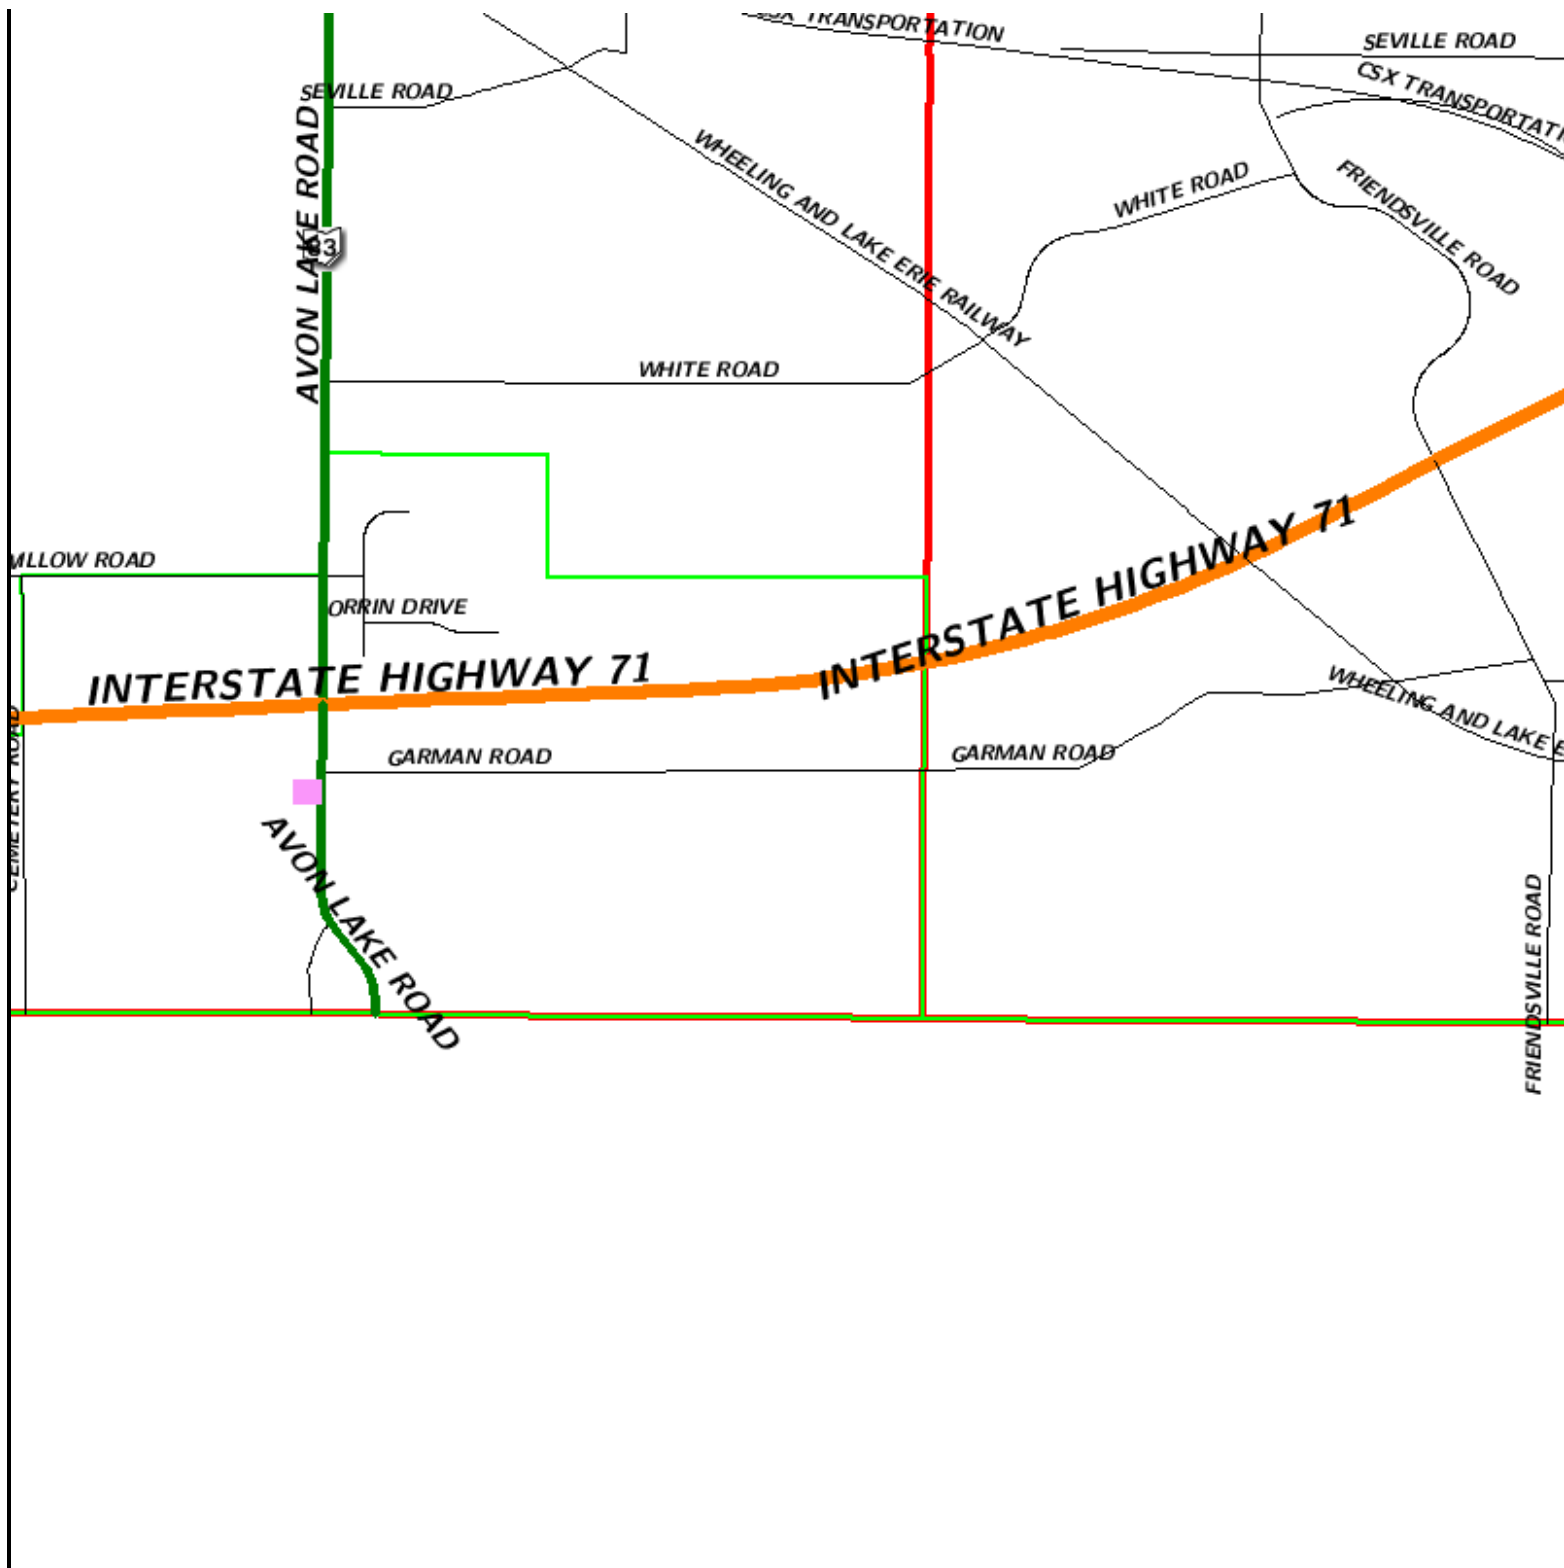 TRANSPORTATION
SEVILLE ROAD
CSX
SEVILLE ROAD
AVON LAKE ROAD
83
WHEELING AND LAKE ERIE RAILWAY
WHITE ROAD
FRIENDSVILLE ROAD
WHITE ROAD
INTERSTATE HIGHWAY 71
ROAD
ORRIN DRIVE
INTERSTATE HIGHWAY 71
WHEELING AND LAKE
GARMAN ROAD
GARMAN ROAD
CEMETERY ROAD
AVON LAKE ROAD
FRIENDSVILLE ROAD